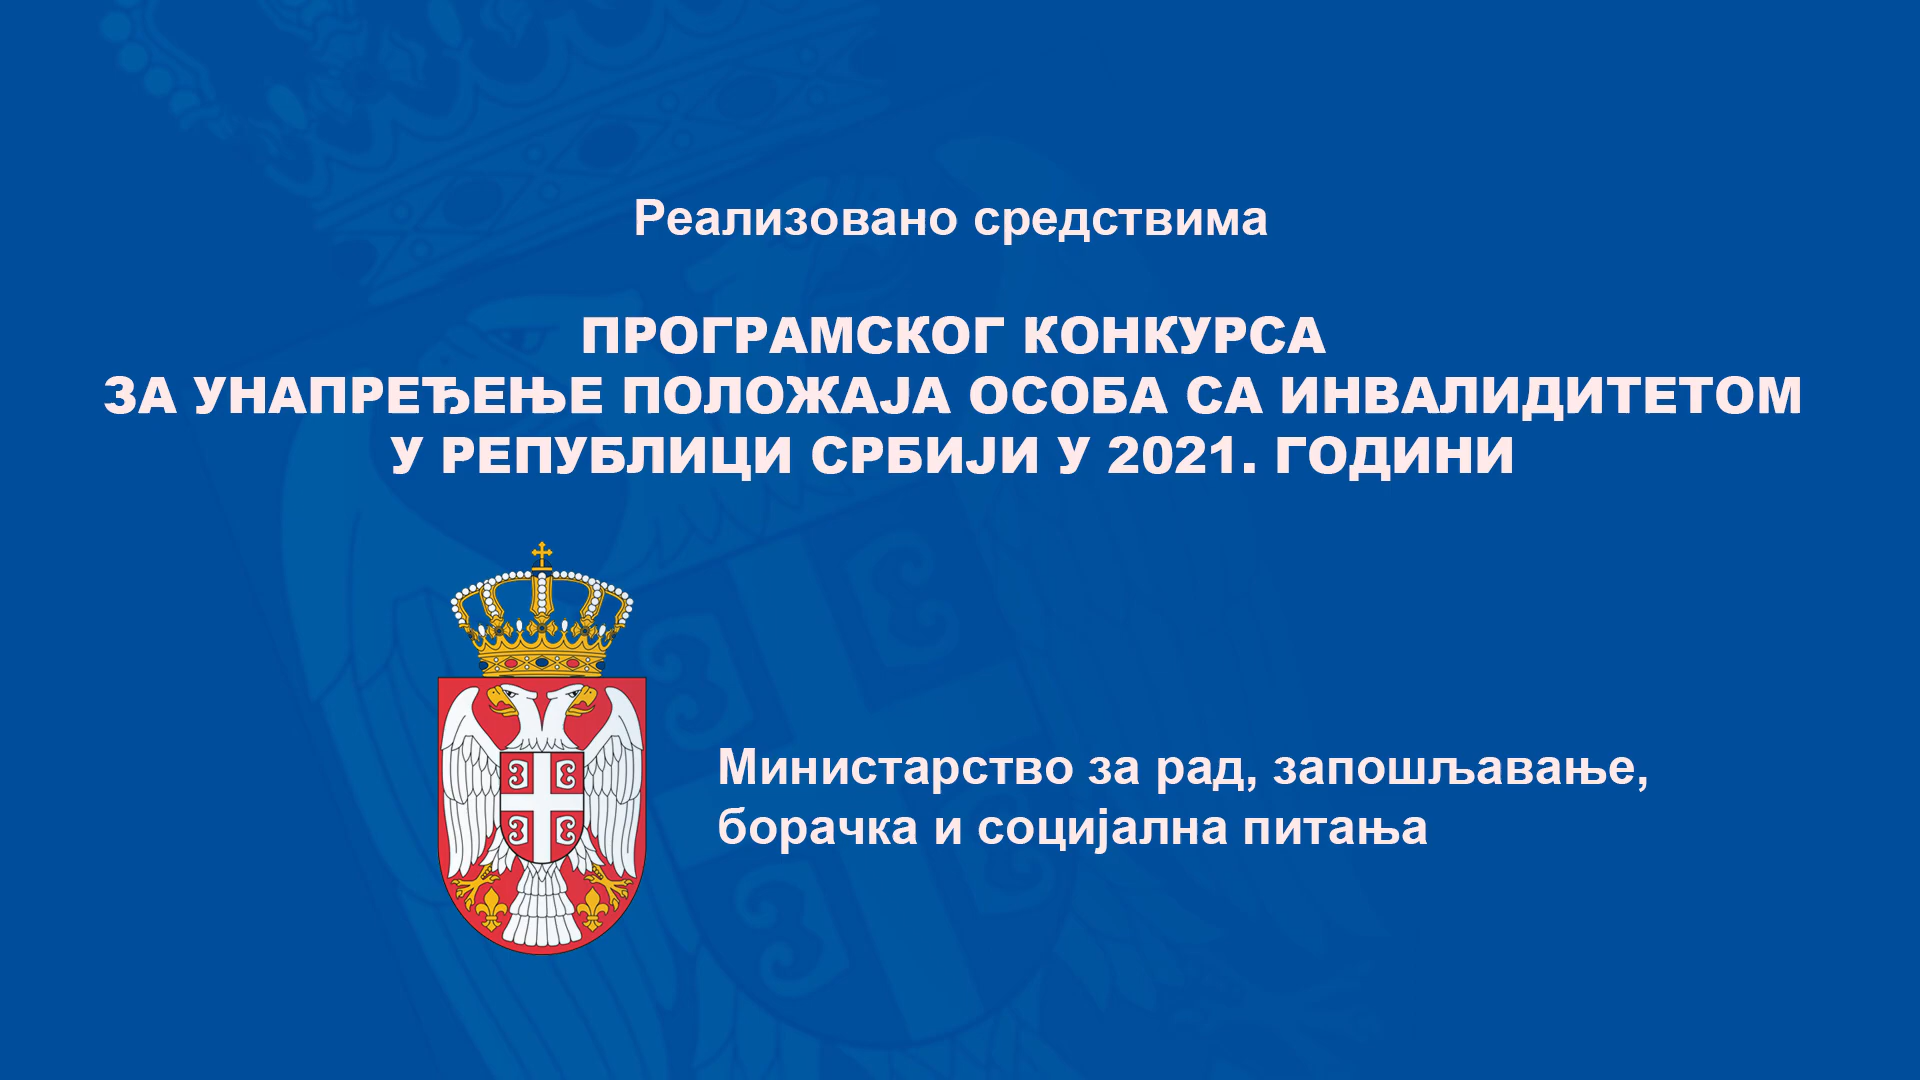 Реализовано средствима
ПРОГРАМСКОГ КОНКУРСА
ЗА УНАПРЕЂЕЊЕ ПОЛОЖАЈА ОСОБА СА ИНВАЛИДИТЕТОМ
У РЕПУБЛИЦИ СРБИЈИ У 2021. ГОДИНИ
Министарство за рад, запошљавање,
борачка и социјална питања